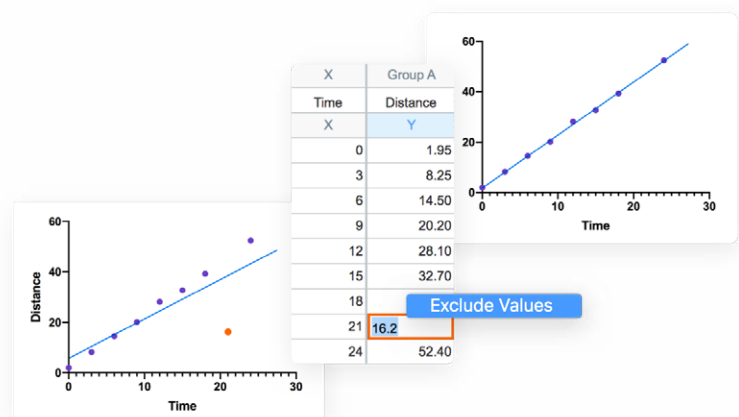 X Group A
Time Distance
X Y
0 1.95
3 8.25
6 14.50
9 20.20
12 28.10
15 32.70
18
21 16.2
24 52.40
Exclude Values
60
40
20
0
0 10 20 30
Time
Distance
60
40
20
0
0 10 20 30
Time